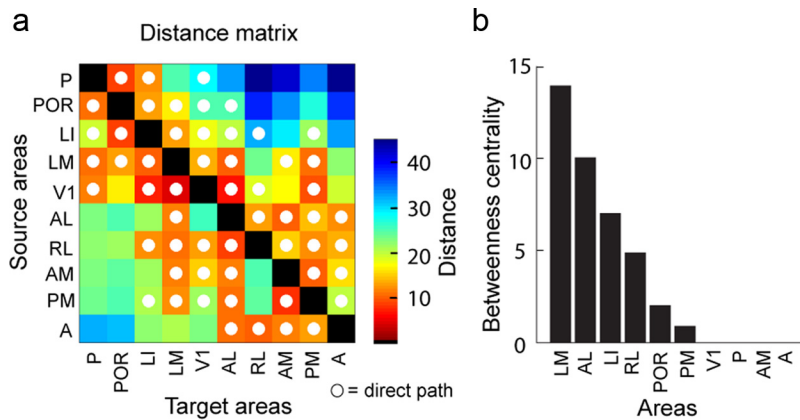 a
Distance matrix
Source areas
P
POR
LI
LM
V1
AL
RL
AM
PM
A
P
POR
LI
LM
V1
AL
RL
AM
PM
A
Target areas
= direct path
40
30
20
10
Distance
b
Betweenness centrality
15
10
5
0
LM
AL
LI
RL
POR
PM
V1
P
AM
A
Areas